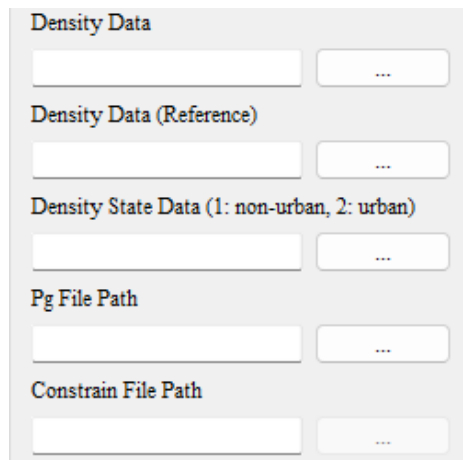 Density Data
...
Density Data (Reference)
...
Density State Data (1: non-urban, 2: urban)
...
Pg File Path
...
Constrain File Path
...